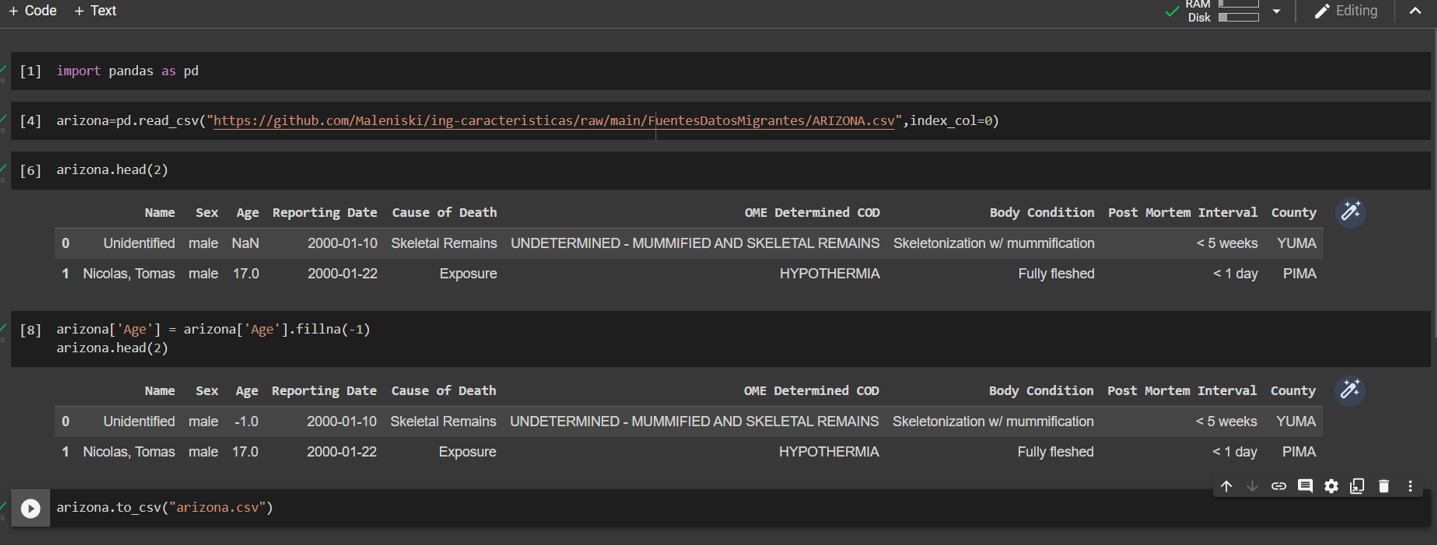 + Code + Text
RAM
Disk
Editing
[1] import pandas as pd
[4] arizona=pd.read_csv("https://github.com/Maleniski/ing-caracteristicas/raw/main/FuentesDatosMigrantes/ARIZONA.csv",index_col=0)
[6] arizona.head(2)
Name Sex Age Reporting Date Cause of Death OME Determined COD Body Condition Post Mortem Interval County
0 Unidentified male NaN 2000-01-10 Skeletal Remains UNDETERMINED - MUMMIFIED AND SKELETAL REMAINS Skeletonization w/ mummification < 5 weeks YUMA
1 Nicolas, Tomas male 17.0 2000-01-22 Exposure HYPOTHERMIA Fully fleshed < 1 day PIMA
[8] arizona['Age'] = arizona['Age'].fillna(-1)
arizona.head(2)
Name Sex Age Reporting Date Cause of Death OME Determined COD Body Condition Post Mortem Interval County
0 Unidentified male -1.0 2000-01-10 Skeletal Remains UNDETERMINED - MUMMIFIED AND SKELETAL REMAINS Skeletonization w/ mummification < 5 weeks YUMA
1 Nicolas, Tomas male 17.0 2000-01-22 Exposure HYPOTHERMIA Fully fleshed < 1 day PIMA
arizona.to_csv("arizona.csv")